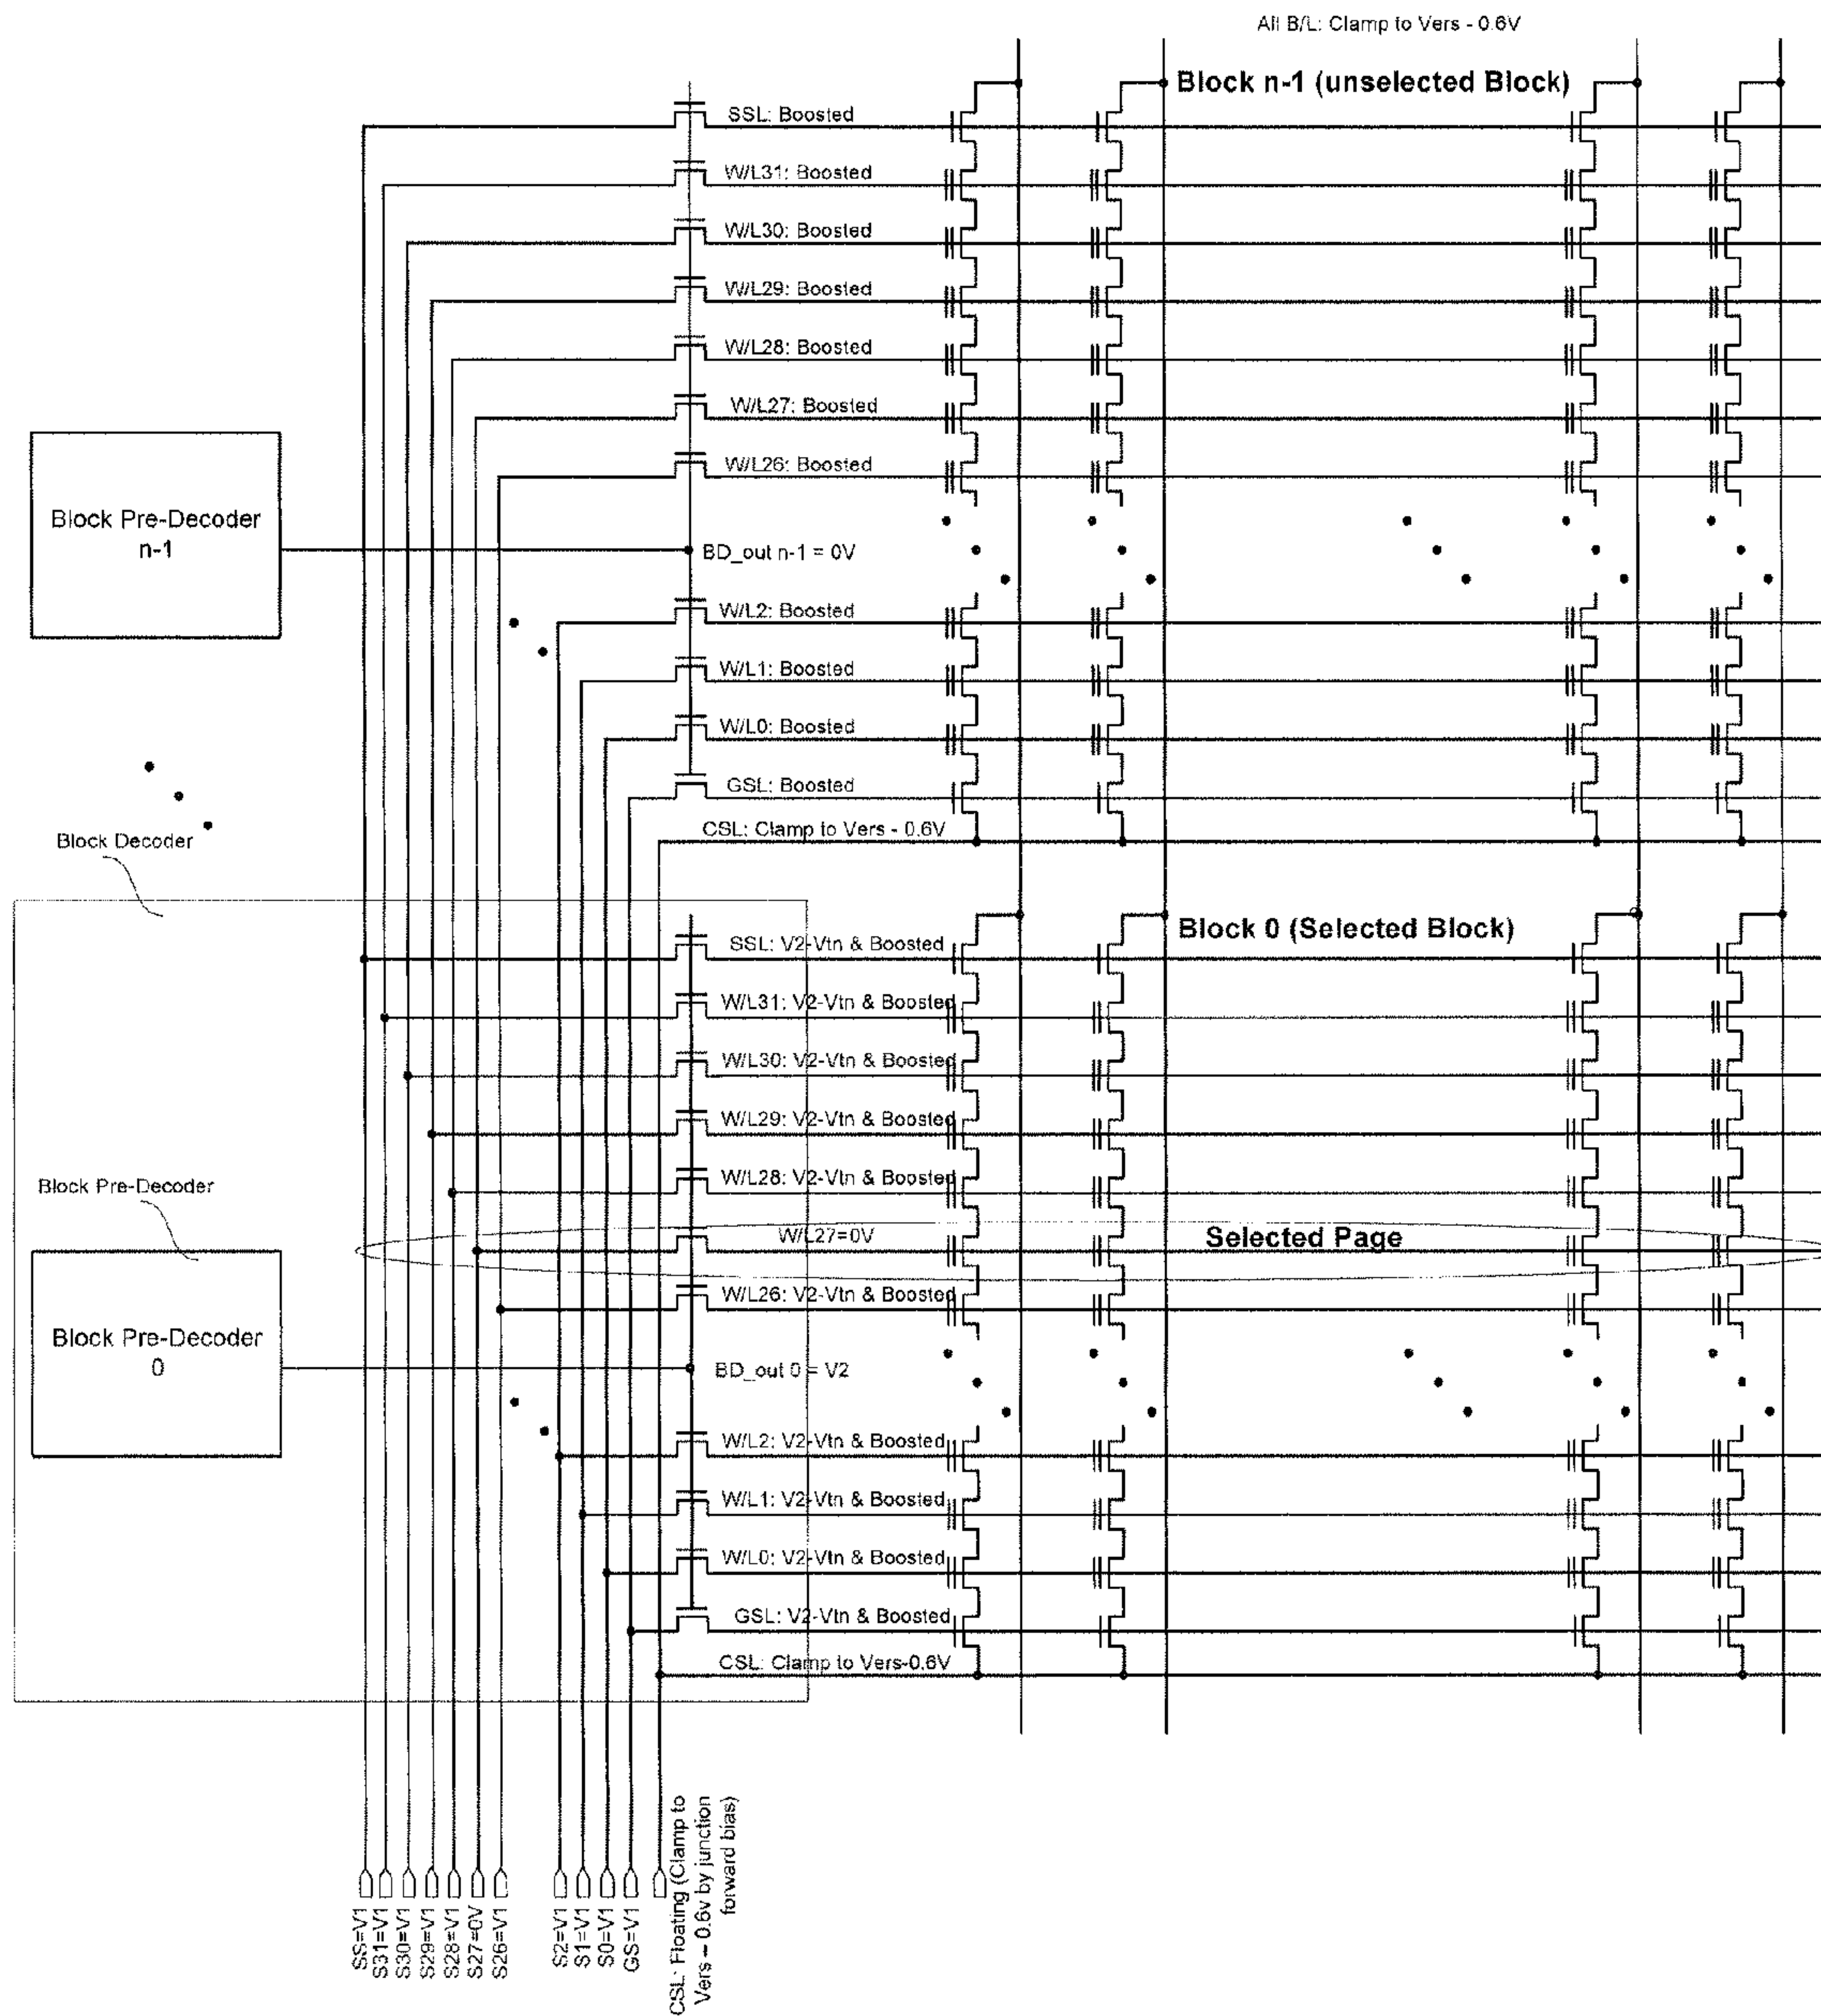 All B/L: Clamp to Vers - 0.6V
Block n-1 (unselected Block)
SSL: Boosted
W/L31: Boosted
W/L30: Boosted
W/L29: Boosted
W/L28: Boosted
W/L27: Boosted
W/L26: Boosted
Block Pre-Decoder
n-1
BD_out n-1 = 0V
W/L2: Boosted
W/L1: Boosted
W/L0: Boosted
GSL: Boosted
CSL: Clamp to Vers - 0.6V
Block Decoder
Block 0 (Selected Block)
SSL: V2-Vtn & Boosted
W/L31: V2-Vtn & Boosted
W/L30: V2-Vtn & Boosted
W/L29: V2-Vtn & Boosted
W/L28: V2-Vtn & Boosted
Block Pre-Decoder
W/L27=0V
Selected Page
W/L26: V2-Vtn & Boosted
Block Pre-Decoder
0
BD_out 0 = V2
W/L2: V2-Vtn & Boosted
W/L1: V2-Vtn & Boosted
W/L0: V2-Vtn & Boosted
GSL: V2-Vtn & Boosted
CSL: Clamp to Vers-0.6V
SS=V1
S31=V1
S30=V1
S29=V1
S28=V1
S27=0V
S26=V1
S2=V1
S1=V1
S0=V1
GS=V1
CSL: Floating (Clamp to
Vers – 0.6v by junction
forward bias)